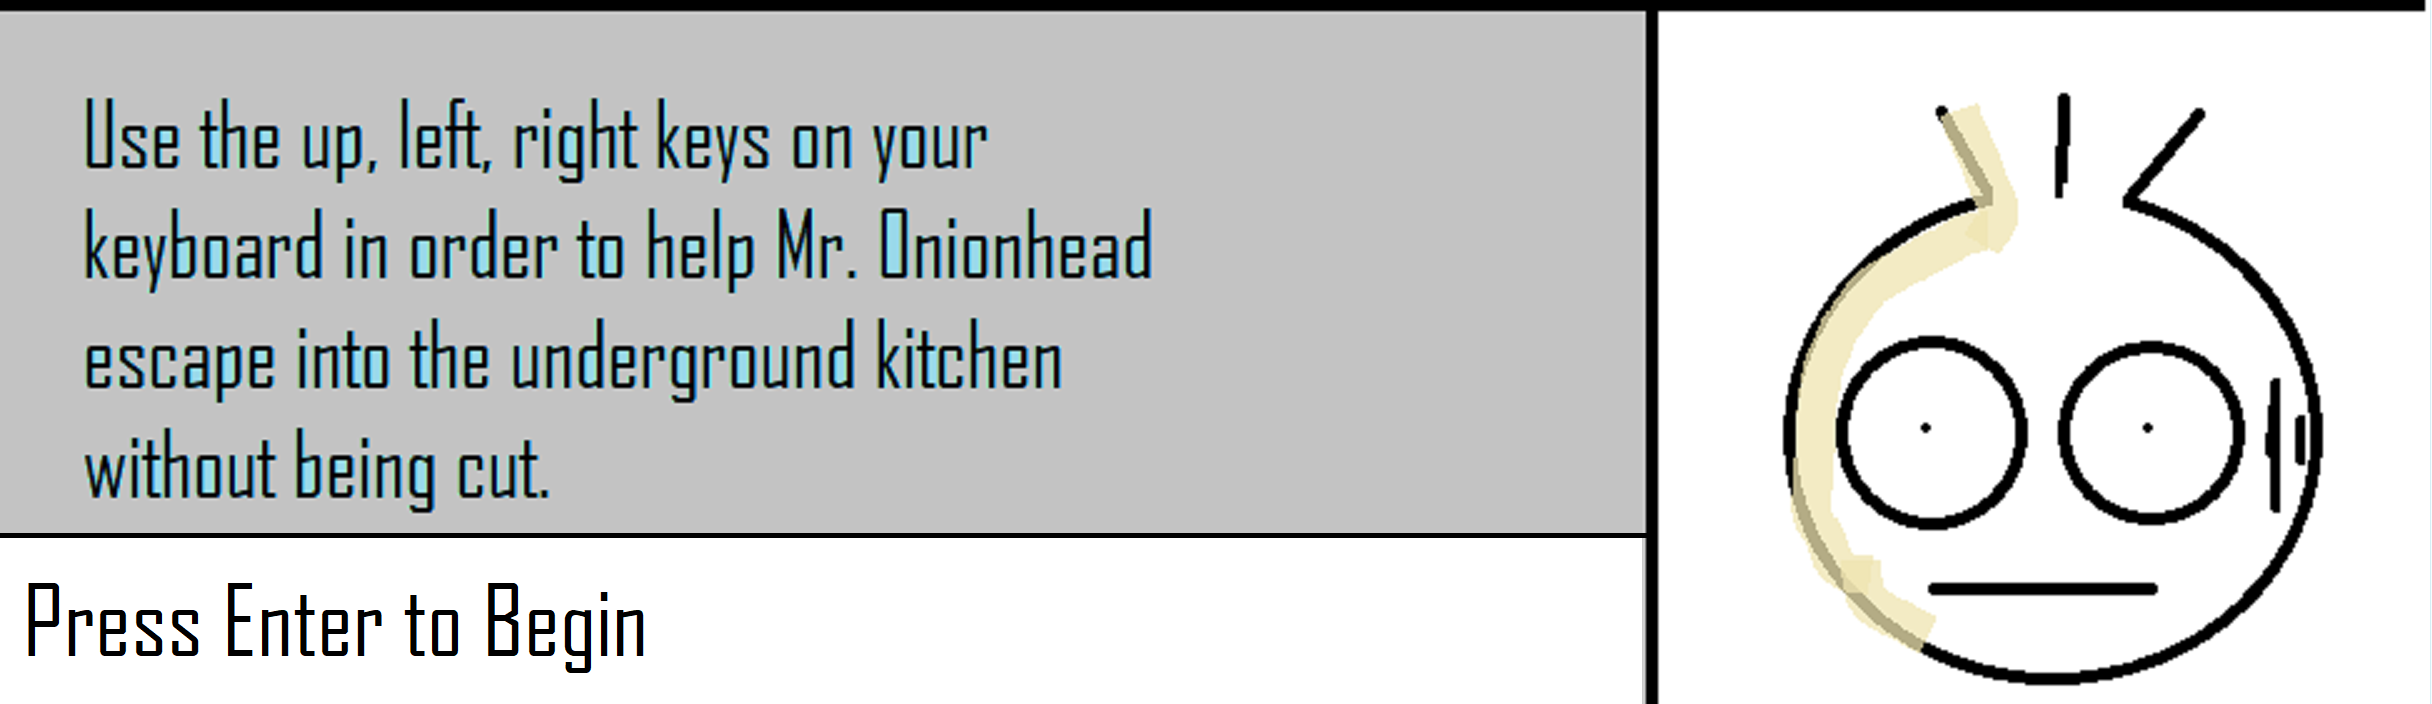 Use the up, left, right keys on your
keyboard in order to help Mr. Onionhead
escape into the underground kitchen
without being cut.
Press Enter to Begin